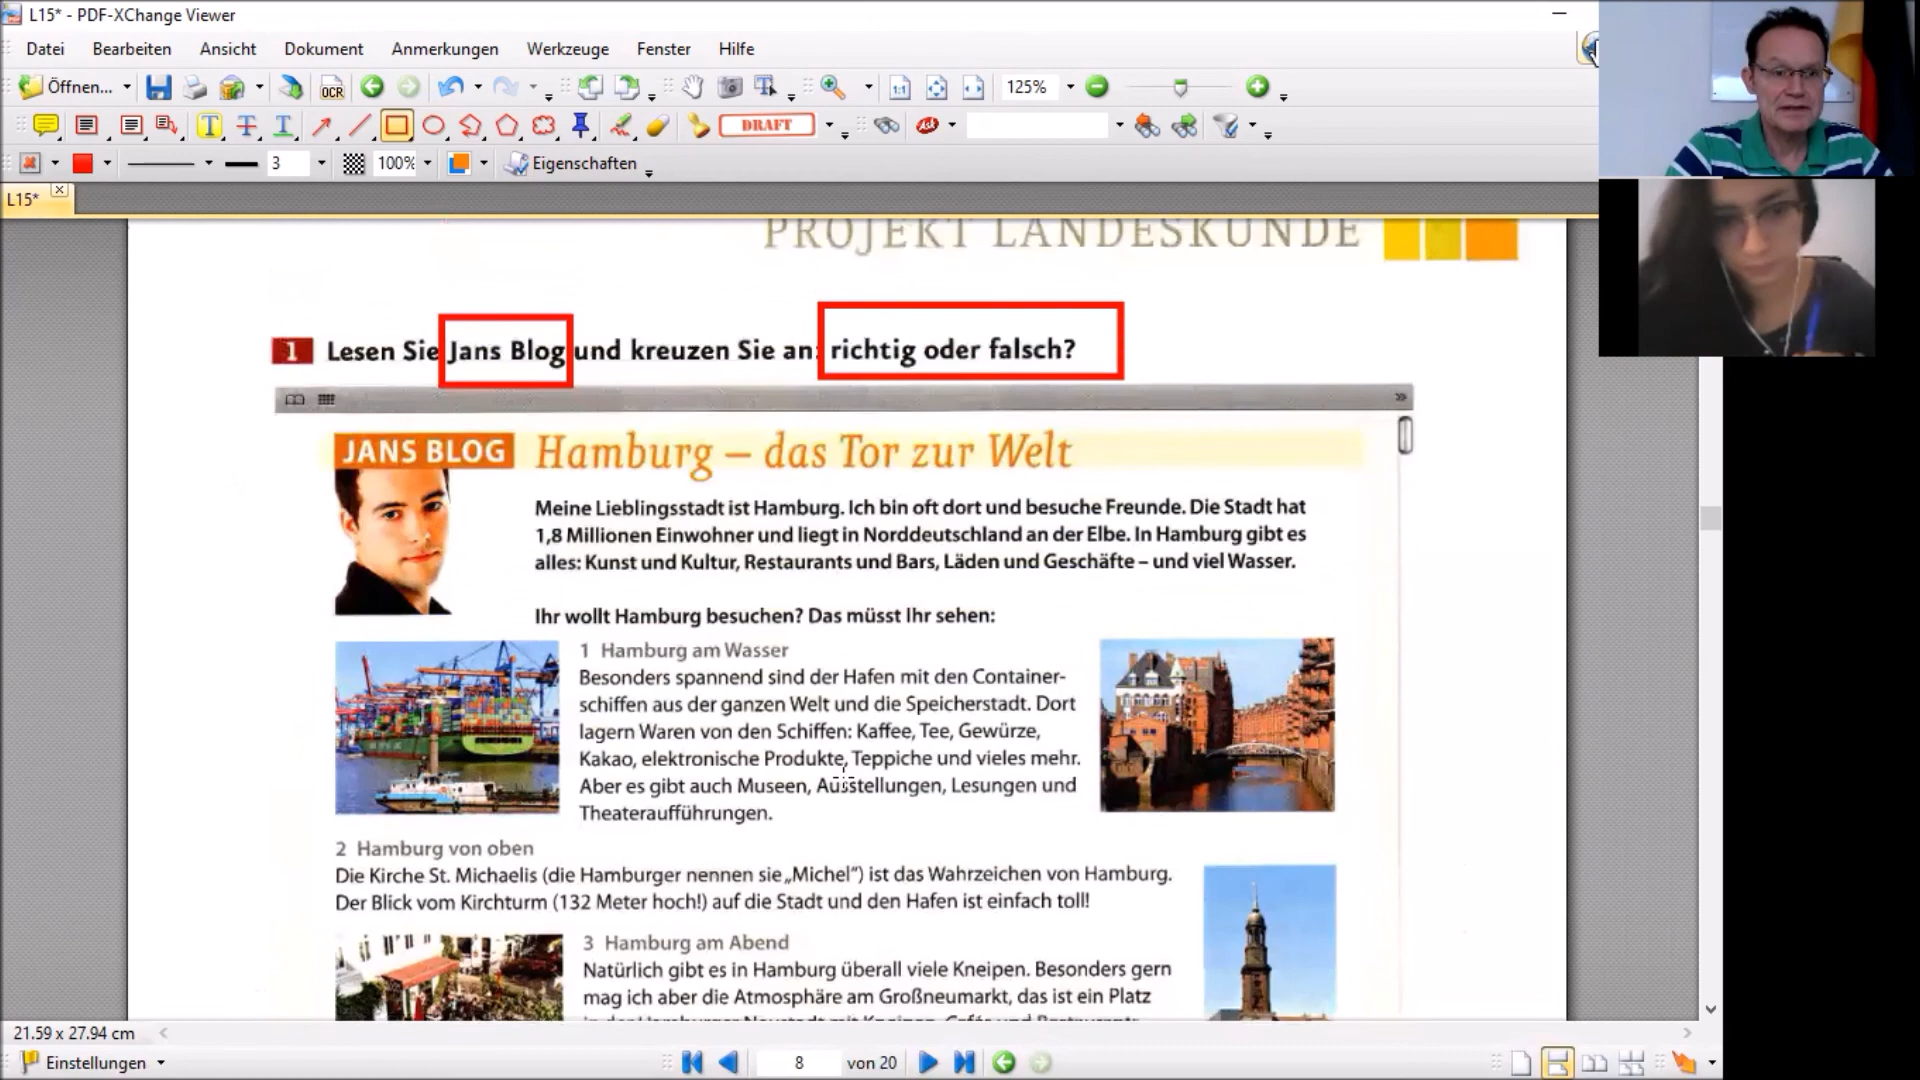 L15* - PDF-XChange Viewer
Datei Bearbeiten Ansicht Dokument Anmerkungen Werkzeuge Fenster Hilfe
Öffnen... OCR 1:1 125%
T T T DRAFT ABC
3 100% Eigenschaften
L15*
PROJEKT LANDESKUNDE
1 Lesen Sie Jans Blog und kreuzen Sie an: richtig oder falsch?
JANS BLOG Hamburg – das Tor zur Welt
Meine Lieblingsstadt ist Hamburg. Ich bin oft dort und besuche Freunde. Die Stadt hat
1,8 Millionen Einwohner und liegt in Norddeutschland an der Elbe. In Hamburg gibt es
alles: Kunst und Kultur, Restaurants und Bars, Läden und Geschäfte – und viel Wasser.
Ihr wollt Hamburg besuchen? Das müsst Ihr sehen:
1 Hamburg am Wasser
Besonders spannend sind der Hafen mit den Container-
schiffen aus der ganzen Welt und die Speicherstadt. Dort
lagern Waren von den Schiffen: Kaffee, Tee, Gewürze,
Kakao, elektronische Produkte, Teppiche und vieles mehr.
Aber es gibt auch Museen, Ausstellungen, Lesungen und
Theateraufführungen.
2 Hamburg von oben
Die Kirche St. Michaelis (die Hamburger nennen sie „Michel“) ist das Wahrzeichen von Hamburg.
Der Blick vom Kirchturm (132 Meter hoch!) auf die Stadt und den Hafen ist einfach toll!
3 Hamburg am Abend
Natürlich gibt es in Hamburg überall viele Kneipen. Besonders gern
mag ich aber die Atmosphäre am Großneumarkt, das ist ein Platz
21.59 x 27.94 cm
Einstellungen 8 von 20